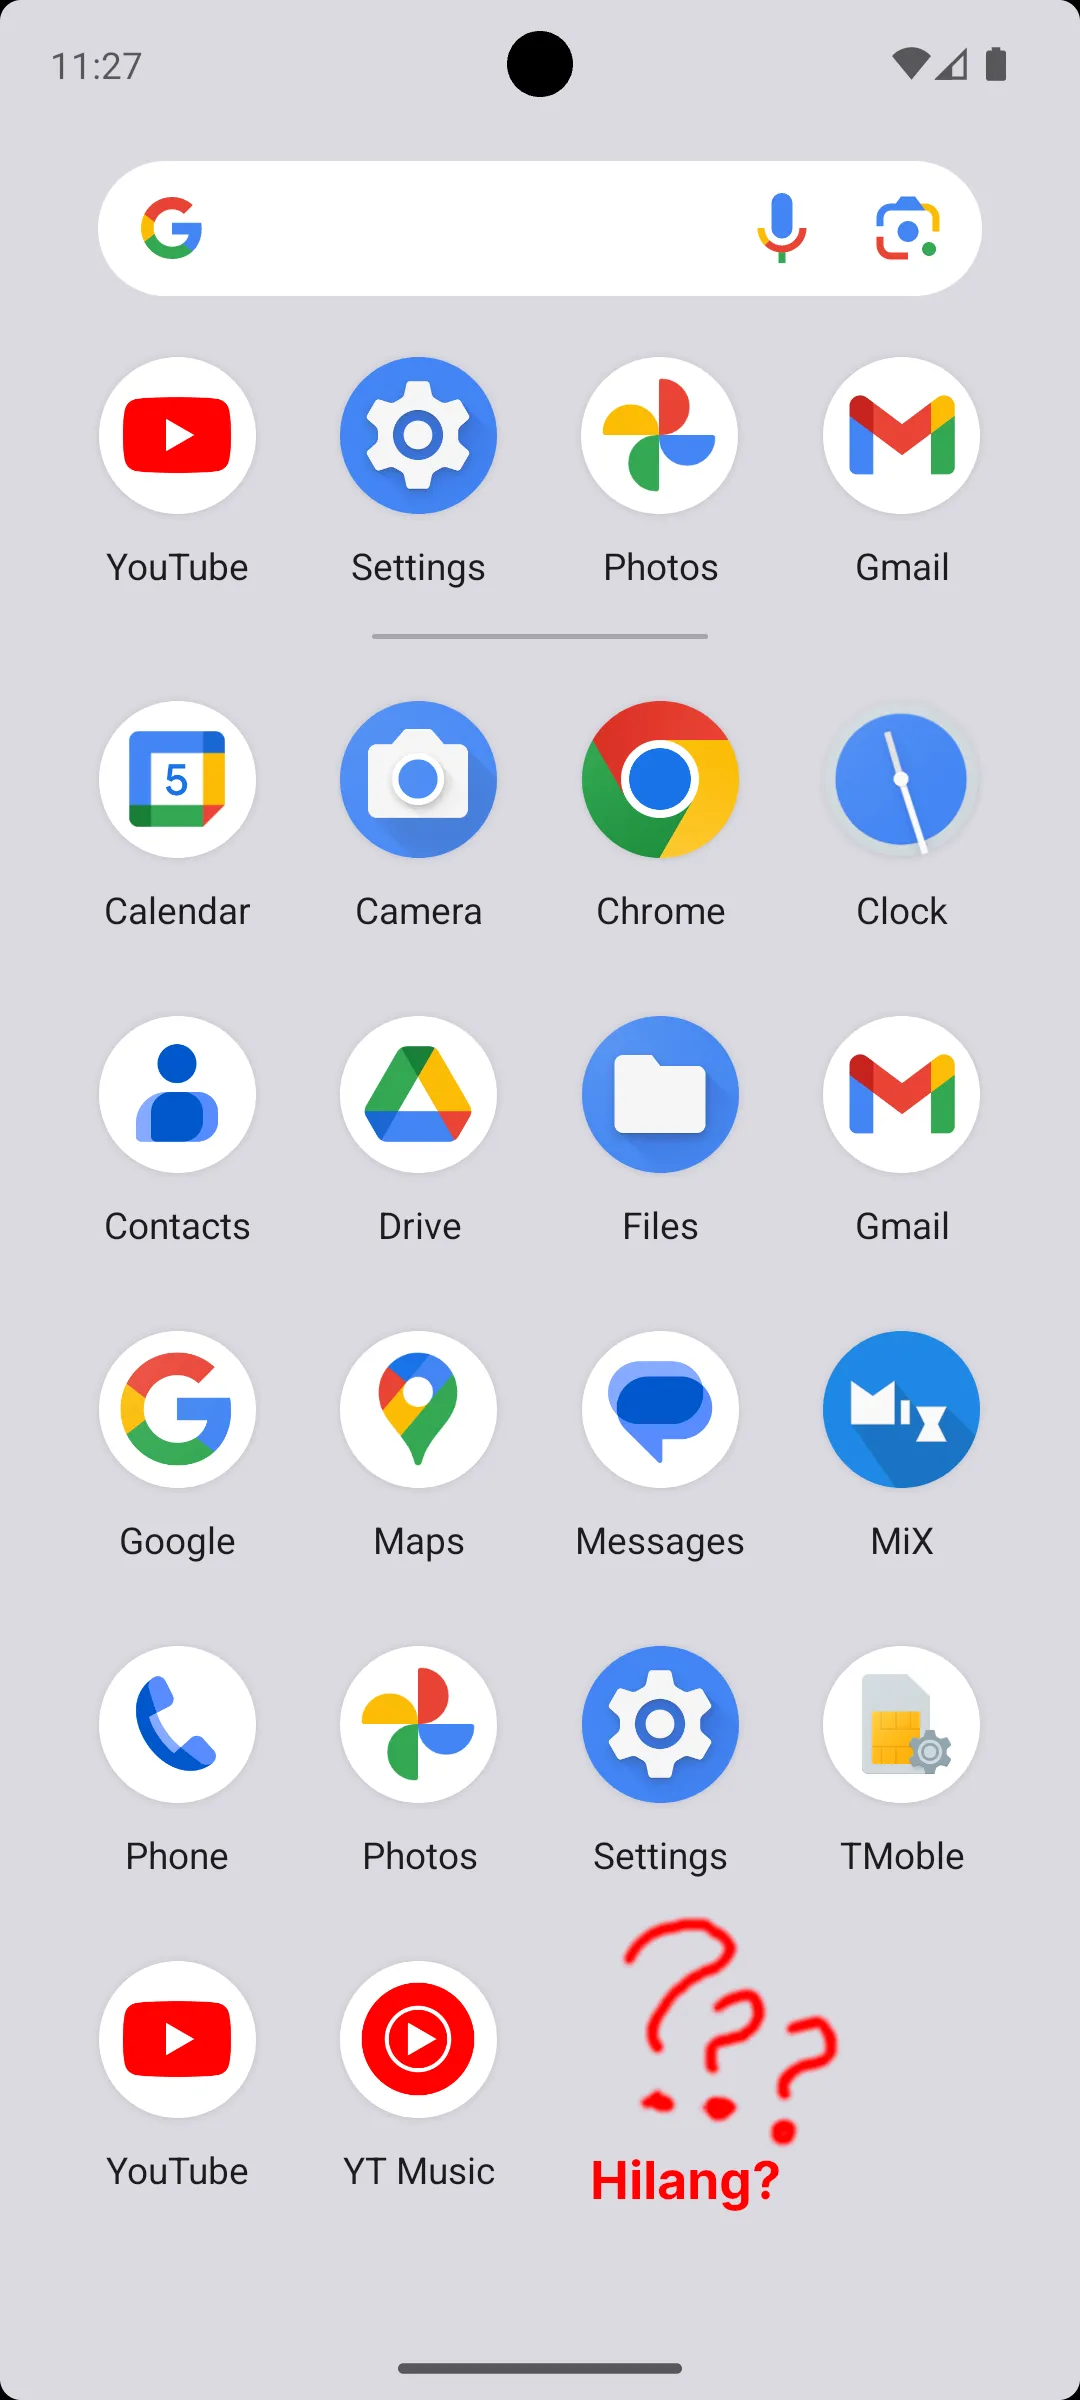 11:27
YouTube Settings Photos Gmail
5
Calendar Camera Chrome Clock
Contacts Drive Files Gmail
Google Maps Messages MiX
Phone Photos Settings TMoble
???
YouTube YT Music Hilang?